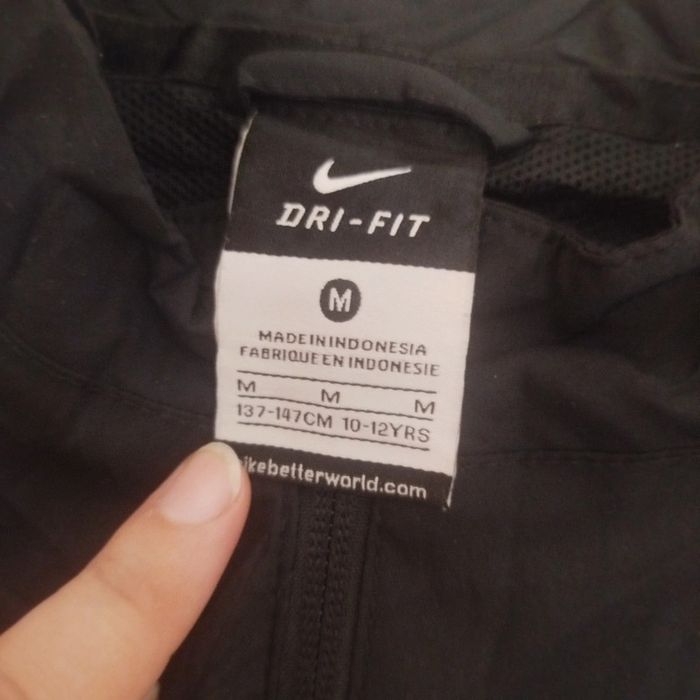 DRI-FIT
M
MADE IN INDONESIA
FABRIQUE EN INDONESIE
M M M
137-147CM 10-12YRS
ikebetterworld.com